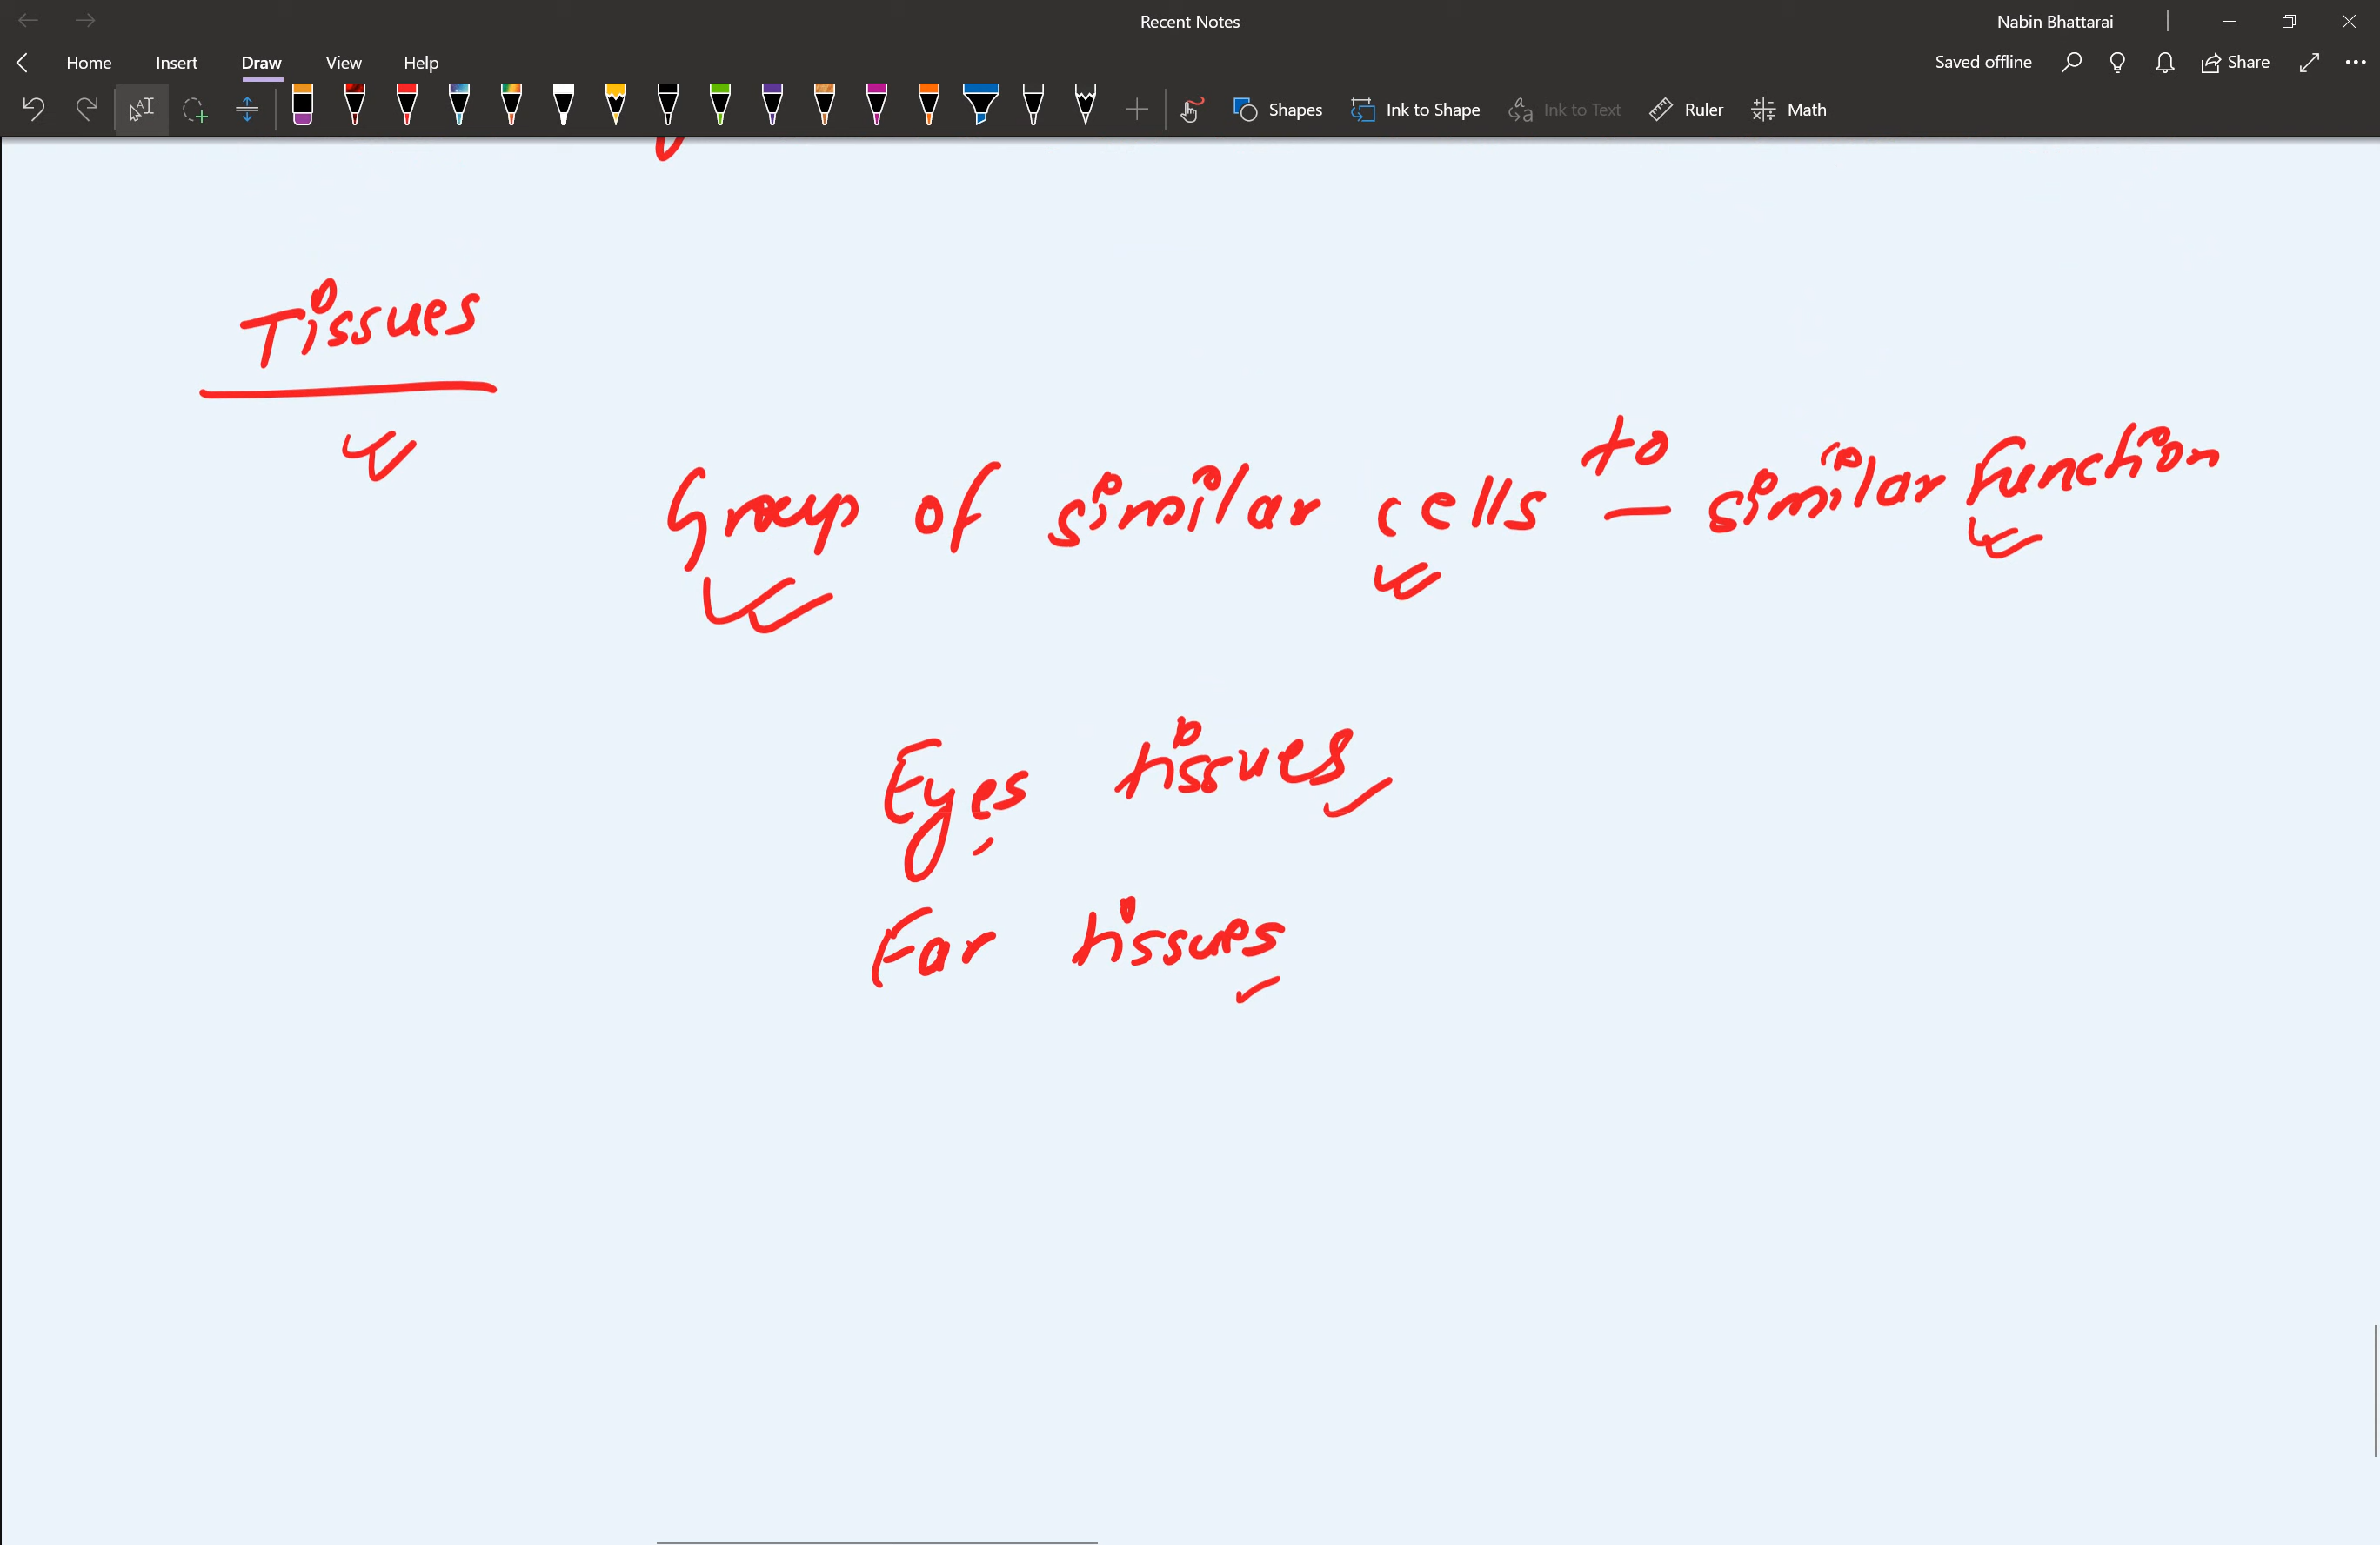 Recent Notes
Nabin Bhattarai
Home Insert Draw View Help
Saved offline
Share
Shapes Ink to Shape Ink to Text Ruler Math
Tissues
Group of similar cells to – similar function
Eyes tissues
Ear tissues